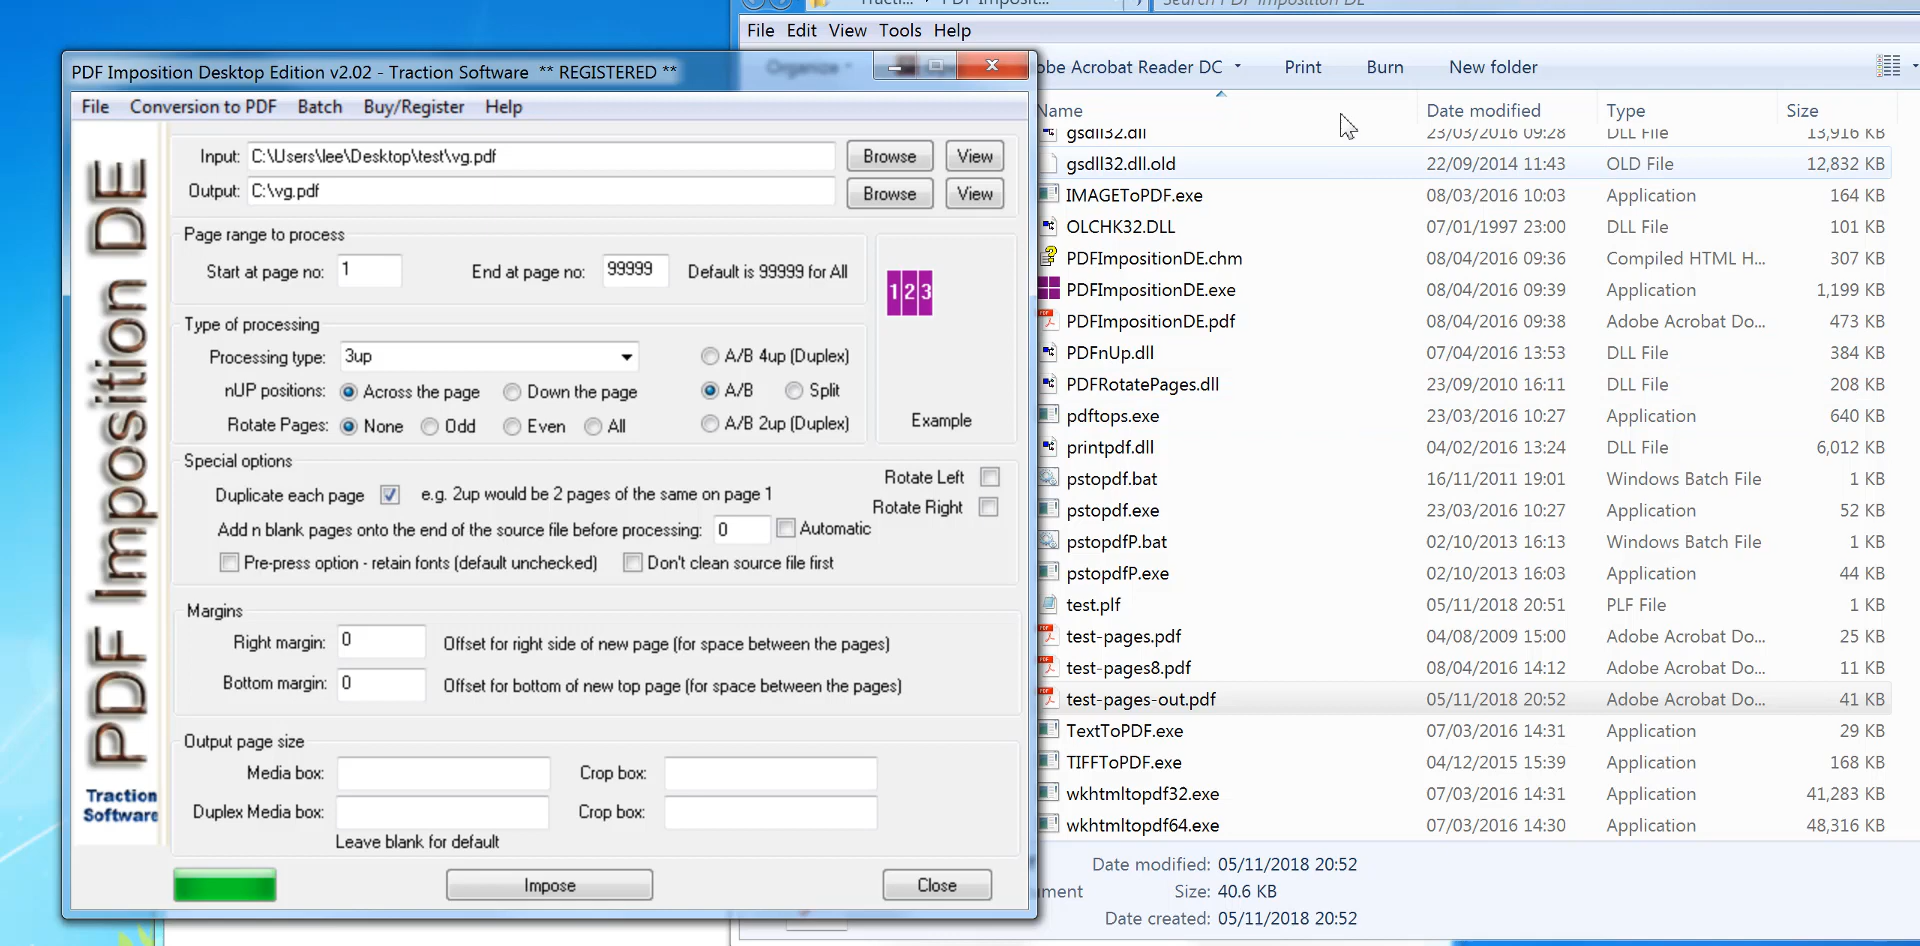 PDF Imposition Desktop Edition v2.02 - Traction Software ** REGISTERED **
File Conversion to PDF Batch Buy/Register Help
PDF Imposition DE
Traction
Software
Input: C:\Users\lee\Desktop\test\vg.pdf Browse View
Output: C:\vg.pdf Browse View
Page range to process
Start at page no: 1 End at page no: 99999 Default is 99999 for All
123
Example
Type of processing
Processing type: 3up A/B 4up (Duplex)
nUP positions: Across the page Down the page A/B Split
Rotate Pages: None Odd Even All A/B 2up (Duplex)
Special options
Rotate Left
Duplicate each page e.g. 2up would be 2 pages of the same on page 1
Rotate Right
Add n blank pages onto the end of the source file before processing: 0 Automatic
Pre-press option - retain fonts (default unchecked) Don't clean source file first
Margins
Right margin: 0 Offset for right side of new page (for space between the pages)
Bottom margin: 0 Offset for bottom of new top page (for space between the pages)
Output page size
Media box: Crop box:
Duplex Media box: Crop box:
Leave blank for default
Impose Close
File Edit View Tools Help
Organize
obe Acrobat Reader DC Print Burn New folder
Name Date modified Type Size
gsdll32.dll 23/03/2016 09:28 DLL File 13,916 KB
gsdll32.dll.old 22/09/2014 11:43 OLD File 12,832 KB
IMAGEToPDF.exe 08/03/2016 10:03 Application 164 KB
OLCHK32.DLL 07/01/1997 23:00 DLL File 101 KB
PDFImpositionDE.chm 08/04/2016 09:36 Compiled HTML H... 307 KB
PDFImpositionDE.exe 08/04/2016 09:39 Application 1,199 KB
PDFImpositionDE.pdf 08/04/2016 09:38 Adobe Acrobat Do... 473 KB
PDFnUp.dll 07/04/2016 13:53 DLL File 384 KB
PDFRotatePages.dll 23/09/2010 16:11 DLL File 208 KB
pdftops.exe 23/03/2016 10:27 Application 640 KB
printpdf.dll 04/02/2016 13:24 DLL File 6,012 KB
pstopdf.bat 16/11/2011 19:01 Windows Batch File 1 KB
pstopdf.exe 23/03/2016 10:27 Application 52 KB
pstopdfP.bat 02/10/2013 16:13 Windows Batch File 1 KB
pstopdfP.exe 02/10/2013 16:03 Application 44 KB
test.plf 05/11/2018 20:51 PLF File 1 KB
test-pages.pdf 04/08/2009 15:00 Adobe Acrobat Do... 25 KB
test-pages8.pdf 08/04/2016 14:12 Adobe Acrobat Do... 11 KB
test-pages-out.pdf 05/11/2018 20:52 Adobe Acrobat Do... 41 KB
TextToPDF.exe 07/03/2016 14:31 Application 29 KB
TIFFToPDF.exe 04/12/2015 15:39 Application 168 KB
wkhtmltopdf32.exe 07/03/2016 14:31 Application 41,283 KB
wkhtmltopdf64.exe 07/03/2016 14:30 Application 48,316 KB
Date modified: 05/11/2018 20:52
ument Size: 40.6 KB
Date created: 05/11/2018 20:52